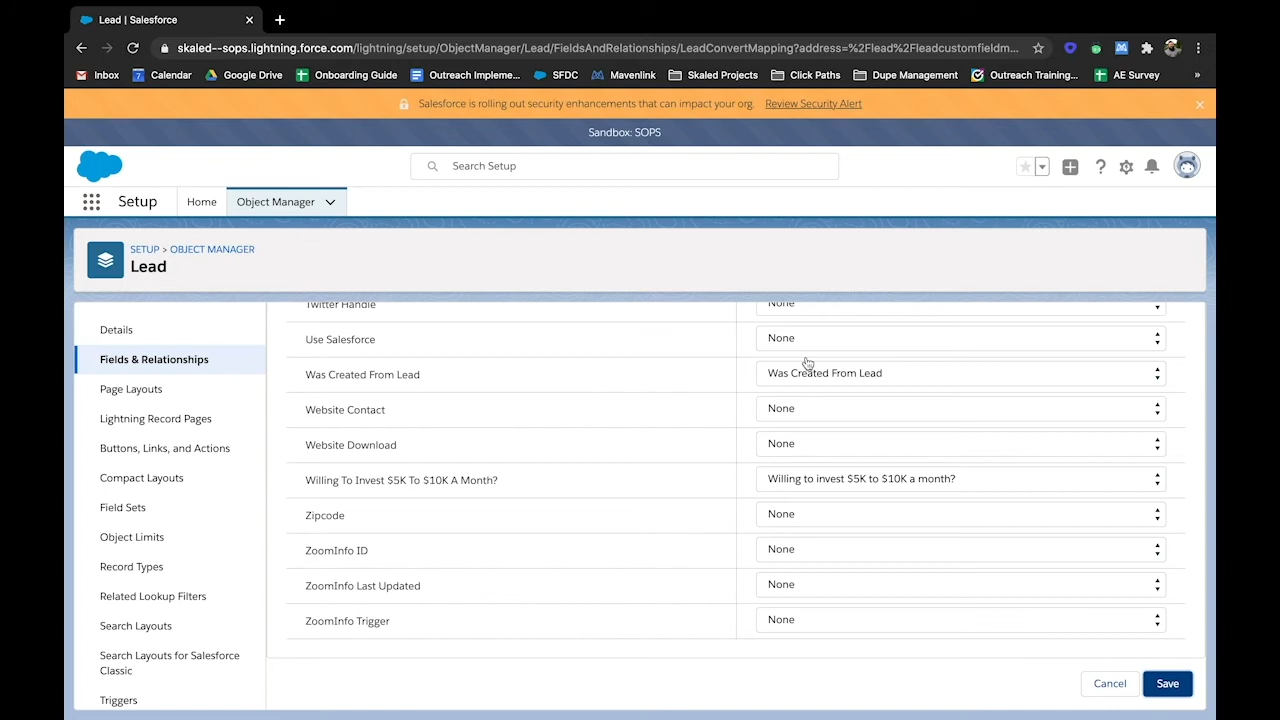 Lead | Salesforce
skaled--sops.lightning.force.com/lightning/setup/ObjectManager/Lead/FieldsAndRelationships/LeadConvertMapping?address=%2Flead%2Fleadcustomfieldm...
Inbox 7 Calendar Google Drive Onboarding Guide Outreach Impleme... SFDC Mavenlink Skaled Projects Click Paths Dupe Management Outreach Training... AE Survey »
Salesforce is rolling out security enhancements that can impact your org. Review Security Alert
Sandbox: SOPS
Search Setup
Setup Home Object Manager
SETUP > OBJECT MANAGER
Lead
Details
Fields & Relationships
Page Layouts
Lightning Record Pages
Buttons, Links, and Actions
Compact Layouts
Field Sets
Object Limits
Record Types
Related Lookup Filters
Search Layouts
Search Layouts for Salesforce
Classic
Triggers
Twitter Handle None
Use Salesforce None
Was Created From Lead Was Created From Lead
Website Contact None
Website Download None
Willing To Invest $5K To $10K A Month? Willing to invest $5K to $10K a month?
Zipcode None
ZoomInfo ID None
ZoomInfo Last Updated None
ZoomInfo Trigger None
Cancel Save